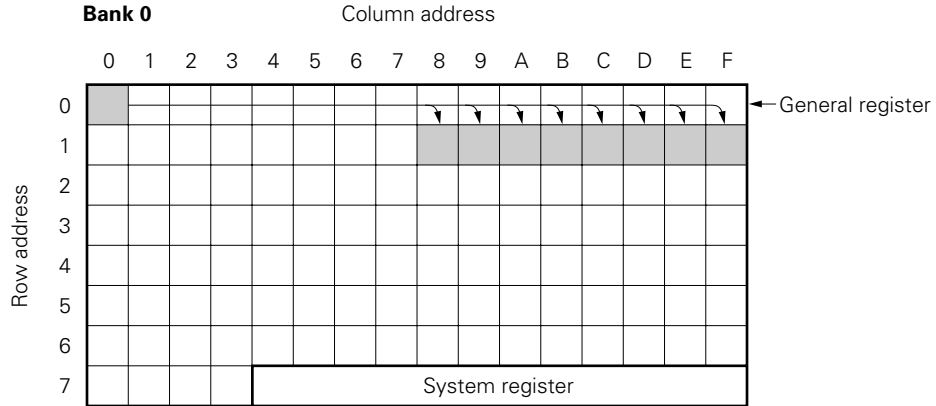 Bank 0 Column address
0 1 2 3 4 5 6 7 8 9 A B C D E F
0 General register
1
2
3
4
5
6
7 System register
Row address